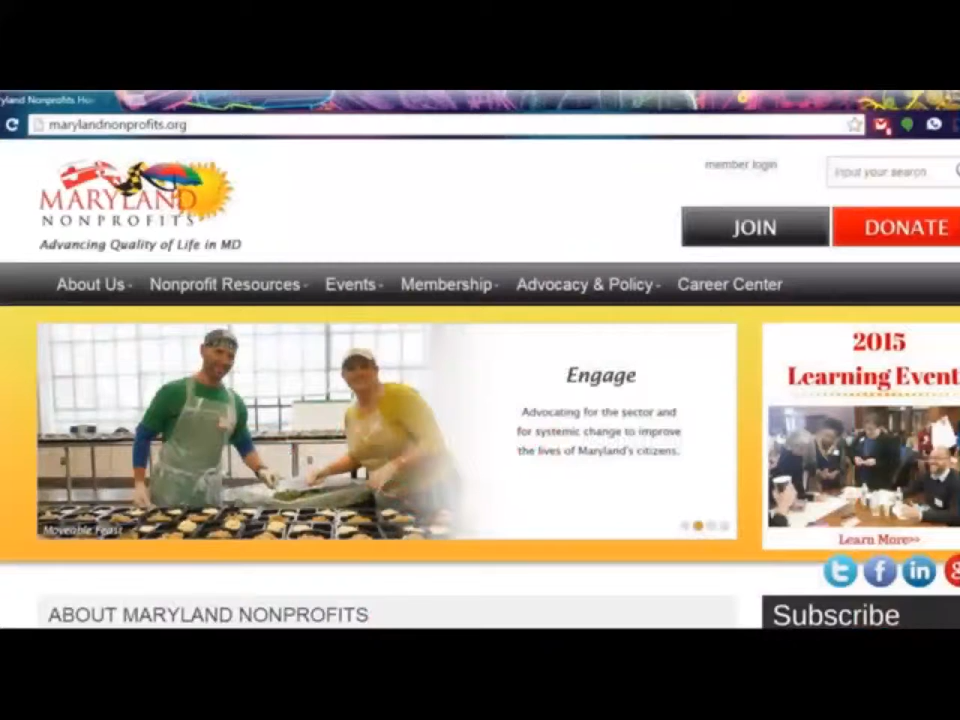 yland Nonprofits Ho
marylandnonprofits.org
member login
input your search
MARYLAND
NONPROFITS
Advancing Quality of Life in MD
JOIN
DONATE
About Us
Nonprofit Resources
Events
Membership
Advocacy & Policy
Career Center
Engage
Advocating for the sector and
for systemic change to improve
the lives of Maryland's citizens.
Moveable Feast
2015
Learning Event
Learn More>>
ABOUT MARYLAND NONPROFITS
Subscribe